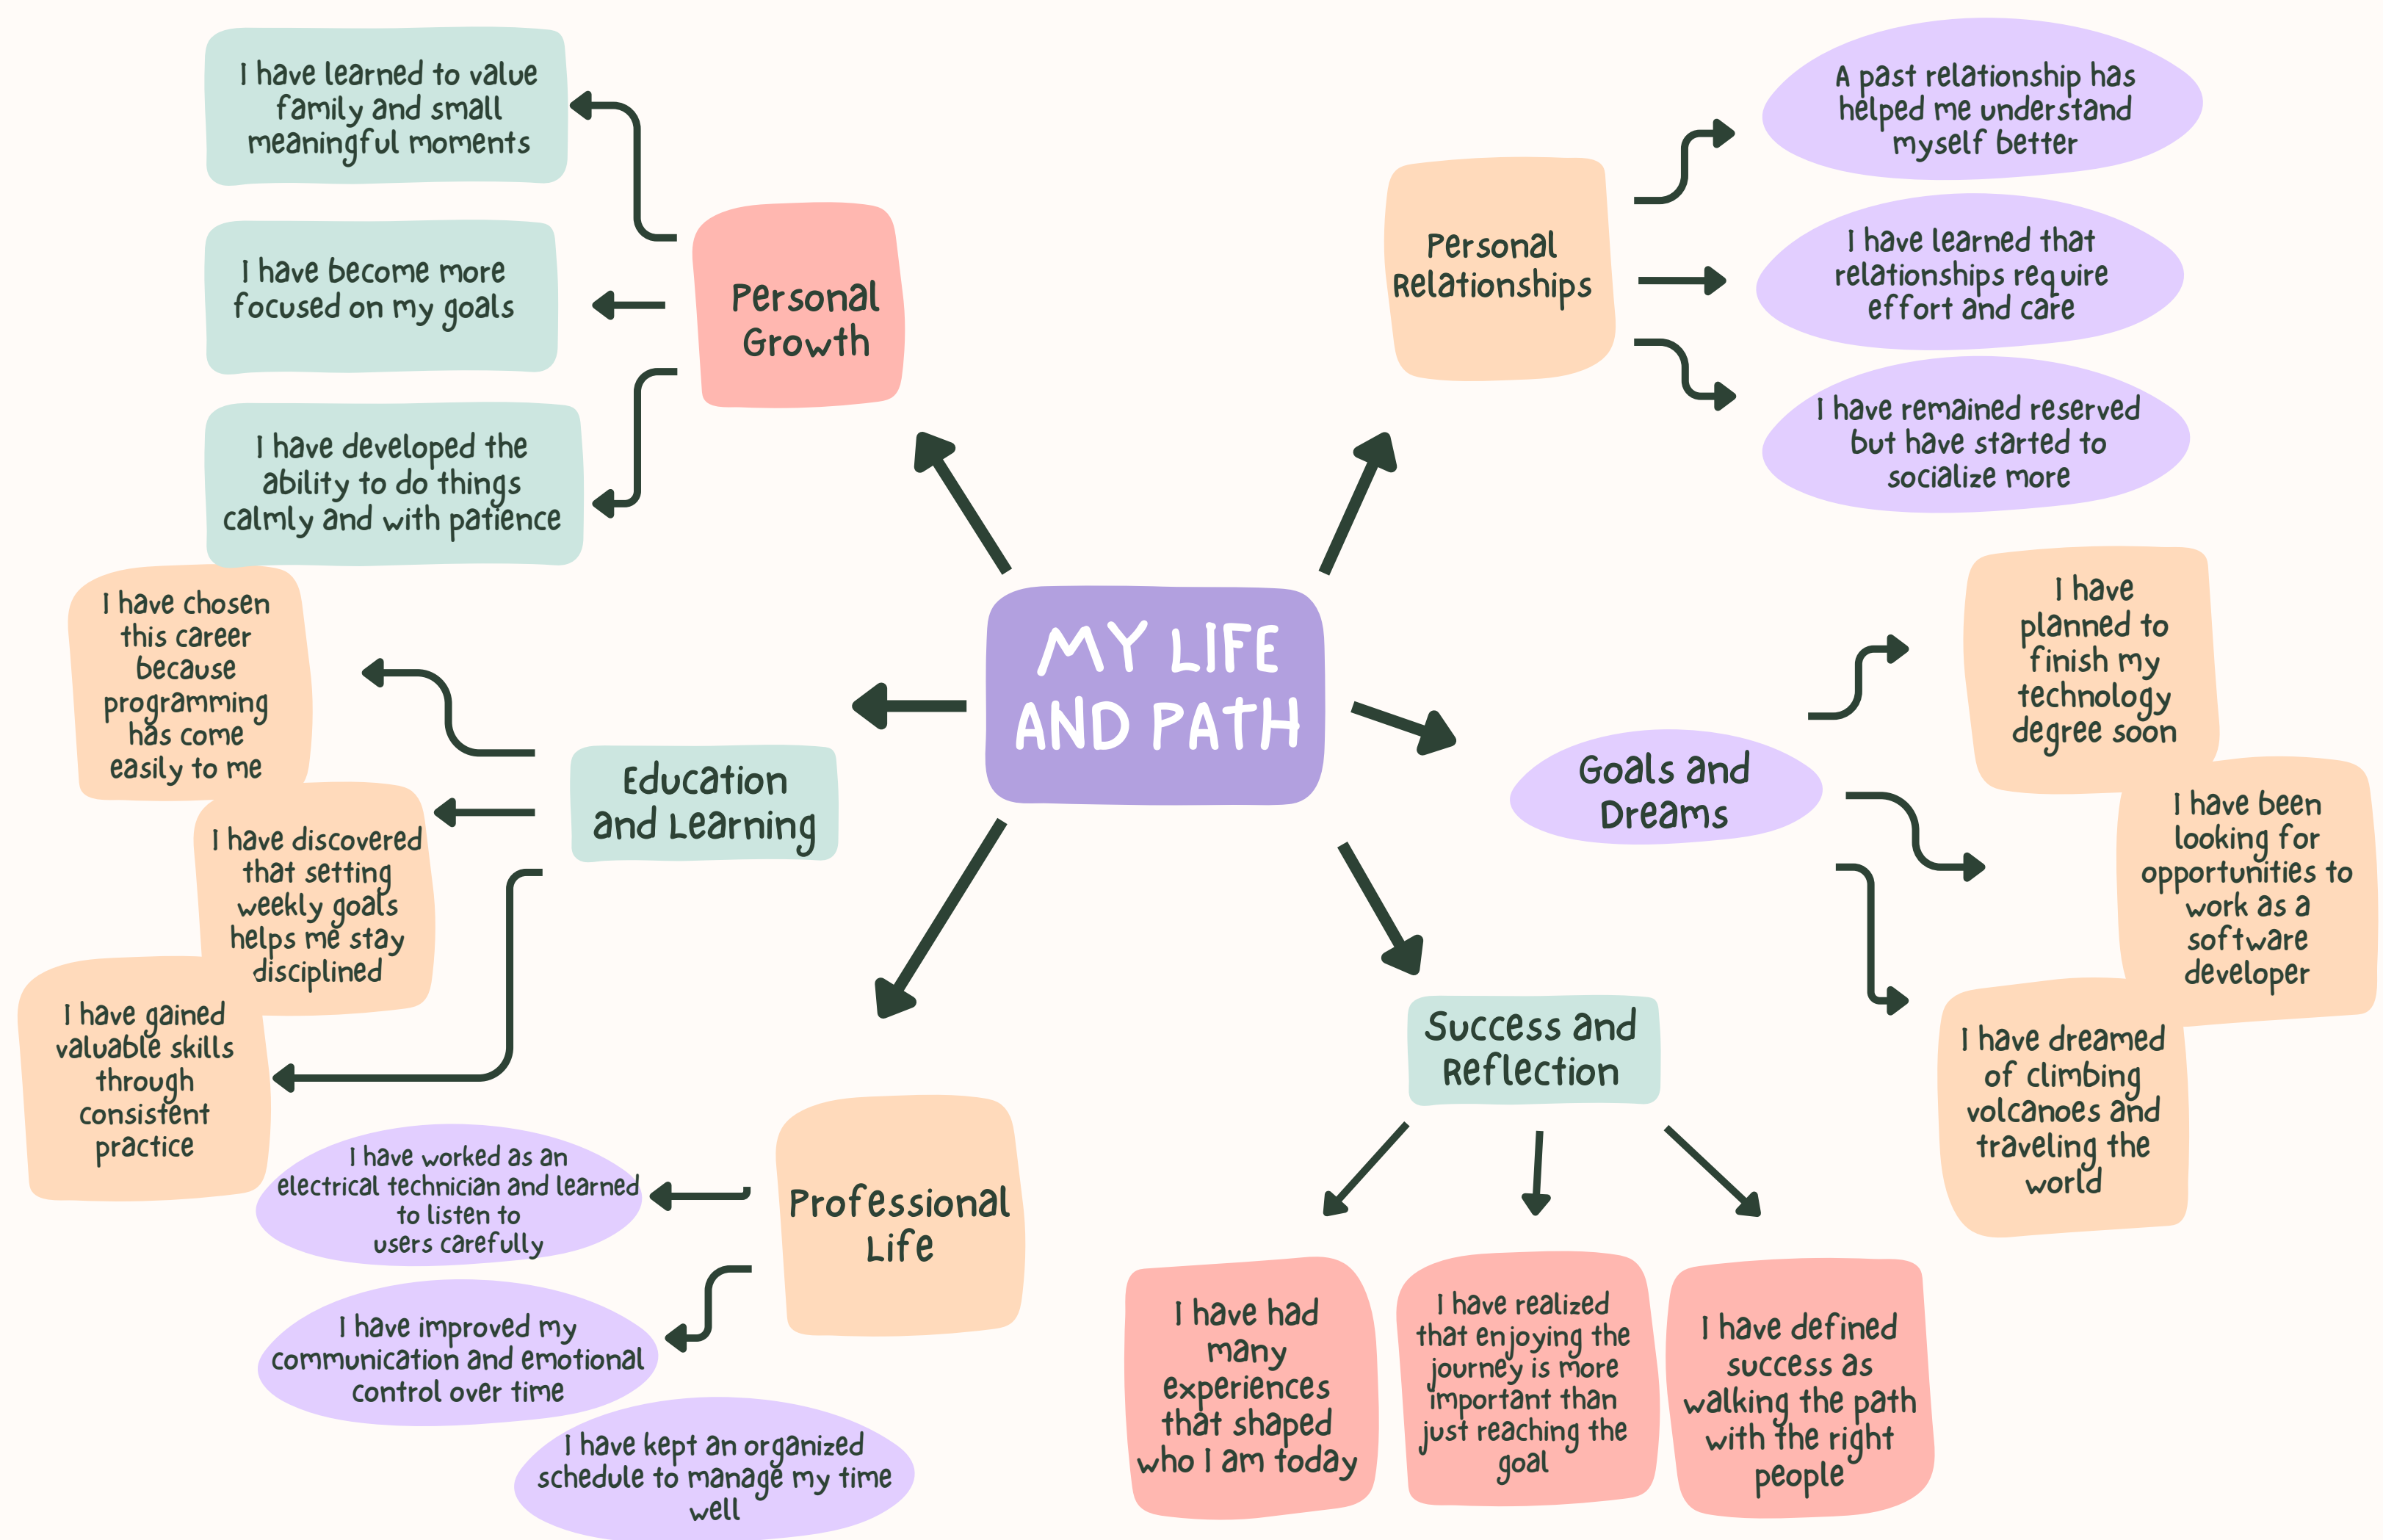 MY LIFE
AND PATH
Personal
Growth
I have learned to value
family and small
meaningful moments
I have become more
focused on my goals
I have developed the
ability to do things
calmly and with patience
Personal
Relationships
A past relationship has
helped me understand
myself better
I have learned that
relationships require
effort and care
I have remained reserved
but have started to
socialize more
Education
and Learning
I have chosen
this career
because
programming
has come
easily to me
I have discovered
that setting
weekly goals
helps me stay
disciplined
I have gained
valuable skills
through
consistent
practice
Goals and
Dreams
I have
planned to
finish my
technology
degree soon
I have been
looking for
opportunities to
work as a
software
developer
I have dreamed
of climbing
volcanoes and
traveling the
world
Professional
Life
I have worked as an
electrical technician and learned
to listen to
users carefully
I have improved my
communication and emotional
control over time
I have kept an organized
schedule to manage my time
well
Success and
Reflection
I have had
many
experiences
that shaped
who I am today
I have realized
that enjoying the
journey is more
important than
just reaching the
goal
I have defined
success as
walking the path
with the right
people